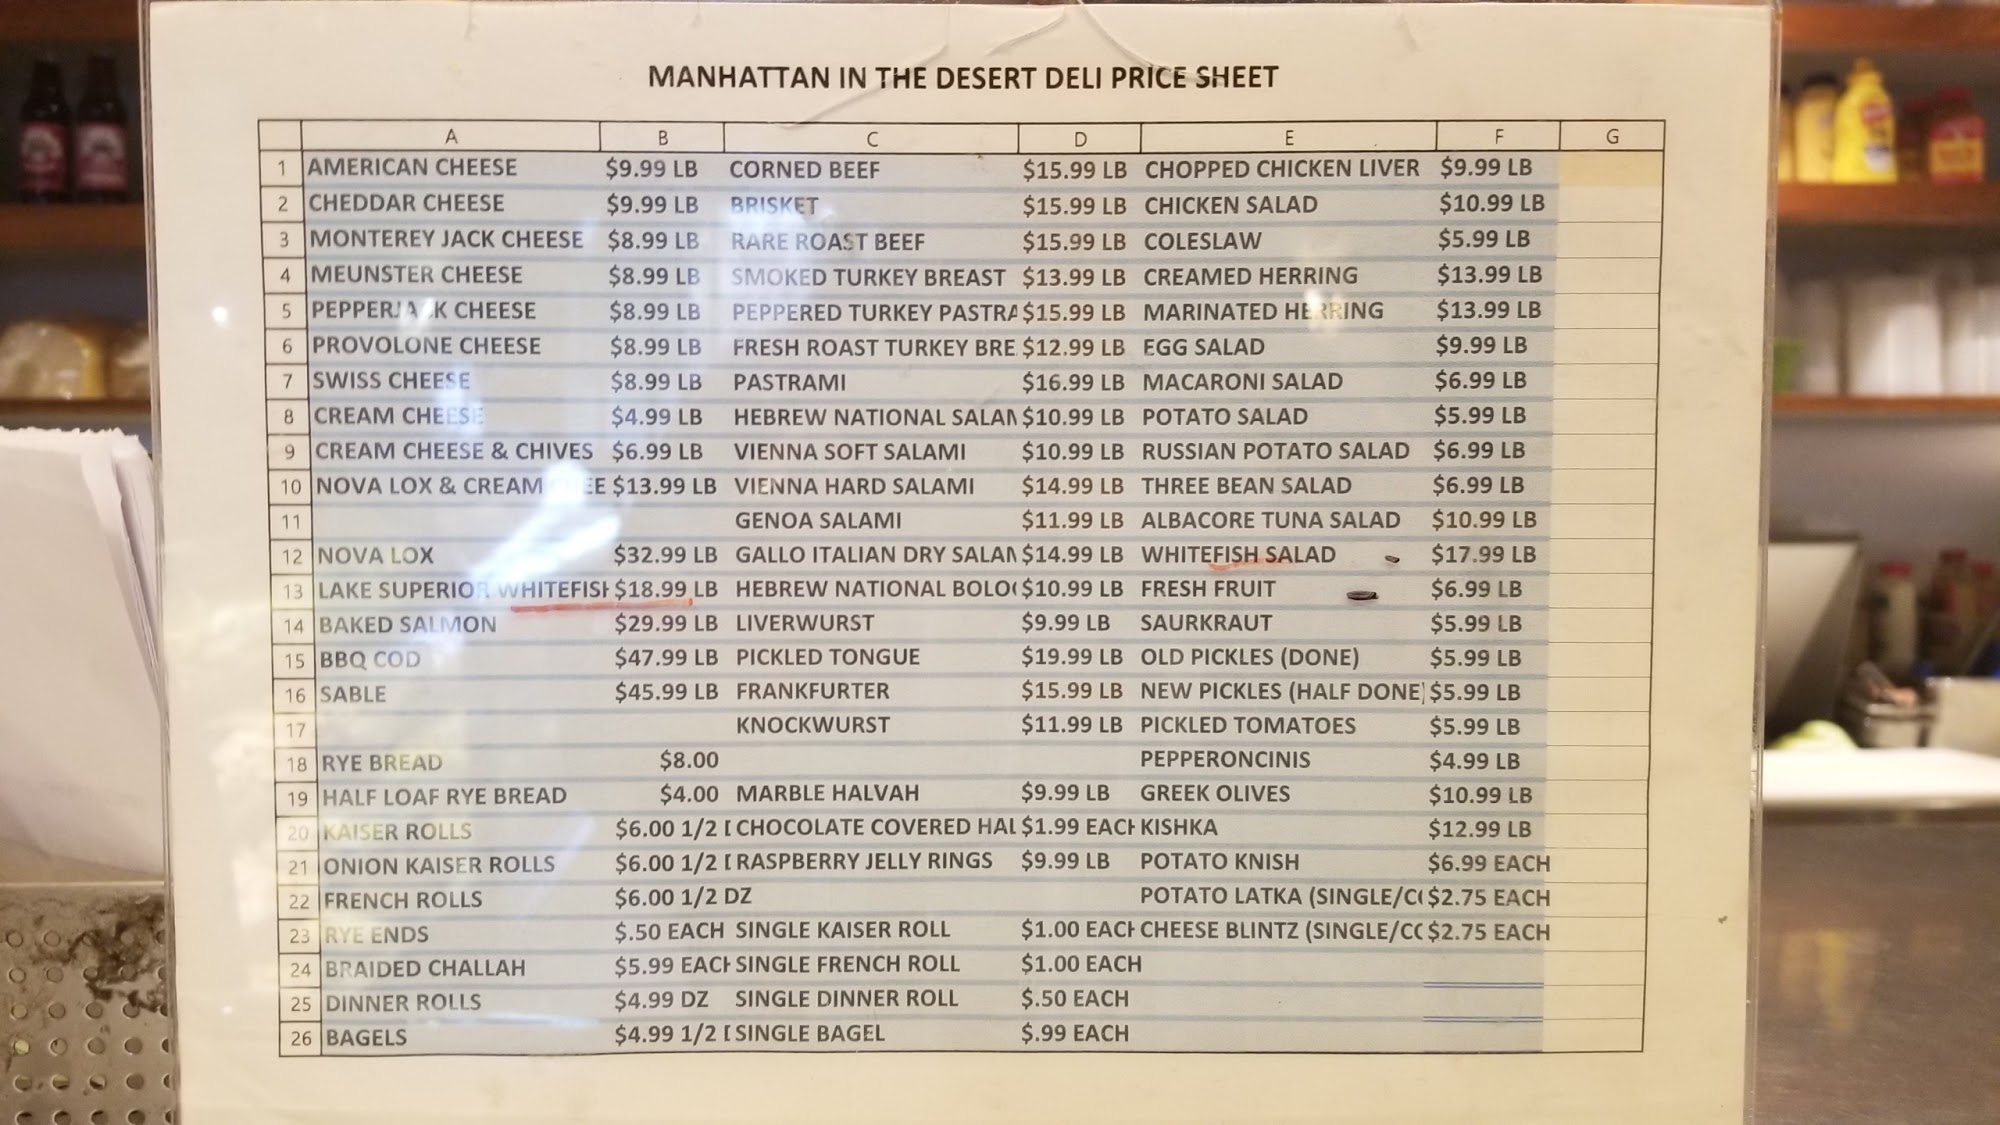 MANHATTAN IN THE DESERT DELI PRICE SHEET
A B C D E F G
1 AMERICAN CHEESE $9.99 LB CORNED BEEF $15.99 LB CHOPPED CHICKEN LIVER $9.99 LB
2 CHEDDAR CHEESE $9.99 LB BRISKET $15.99 LB CHICKEN SALAD $10.99 LB
3 MONTEREY JACK CHEESE $8.99 LB RARE ROAST BEEF $15.99 LB COLESLAW $5.99 LB
4 MEUNSTER CHEESE $8.99 LB SMOKED TURKEY BREAST $13.99 LB CREAMED HERRING $13.99 LB
5 PEPPERJACK CHEESE $8.99 LB PEPPERED TURKEY PASTRA $15.99 LB MARINATED HERRING $13.99 LB
6 PROVOLONE CHEESE $8.99 LB FRESH ROAST TURKEY BRE $12.99 LB EGG SALAD $9.99 LB
7 SWISS CHEESE $8.99 LB PASTRAMI $16.99 LB MACARONI SALAD $6.99 LB
8 CREAM CHEESE $4.99 LB HEBREW NATIONAL SALAM $10.99 LB POTATO SALAD $5.99 LB
9 CREAM CHEESE & CHIVES $6.99 LB VIENNA SOFT SALAMI $10.99 LB RUSSIAN POTATO SALAD $6.99 LB
10 NOVA LOX & CREAM CHEE $13.99 LB VIENNA HARD SALAMI $14.99 LB THREE BEAN SALAD $6.99 LB
11 GENOA SALAMI $11.99 LB ALBACORE TUNA SALAD $10.99 LB
12 NOVA LOX $32.99 LB GALLO ITALIAN DRY SALAM $14.99 LB WHITEFISH SALAD $17.99 LB
13 LAKE SUPERIOR WHITEFISH $18.99 LB HEBREW NATIONAL BOLO $10.99 LB FRESH FRUIT $6.99 LB
14 BAKED SALMON $29.99 LB LIVERWURST $9.99 LB SAURKRAUT $5.99 LB
15 BBQ COD $47.99 LB PICKLED TONGUE $19.99 LB OLD PICKLES (DONE) $5.99 LB
16 SABLE $45.99 LB FRANKFURTER $15.99 LB NEW PICKLES (HALF DONE) $5.99 LB
17 KNOCKWURST $11.99 LB PICKLED TOMATOES $5.99 LB
18 RYE BREAD $8.00 PEPPERONCINIS $4.99 LB
19 HALF LOAF RYE BREAD $4.00 MARBLE HALVAH $9.99 LB GREEK OLIVES $10.99 LB
20 KAISER ROLLS $6.00 1/2 D CHOCOLATE COVERED HAL $1.99 EACH KISHKA $12.99 LB
21 ONION KAISER ROLLS $6.00 1/2 D RASPBERRY JELLY RINGS $9.99 LB POTATO KNISH $6.99 EACH
22 FRENCH ROLLS $6.00 1/2 DZ POTATO LATKA (SINGLE/CO $2.75 EACH
23 RYE ENDS $.50 EACH SINGLE KAISER ROLL $1.00 EACH CHEESE BLINTZ (SINGLE/CO $2.75 EACH
24 BRAIDED CHALLAH $5.99 EACH SINGLE FRENCH ROLL $1.00 EACH
25 DINNER ROLLS $4.99 DZ SINGLE DINNER ROLL $.50 EACH
26 BAGELS $4.99 1/2 D SINGLE BAGEL $.99 EACH